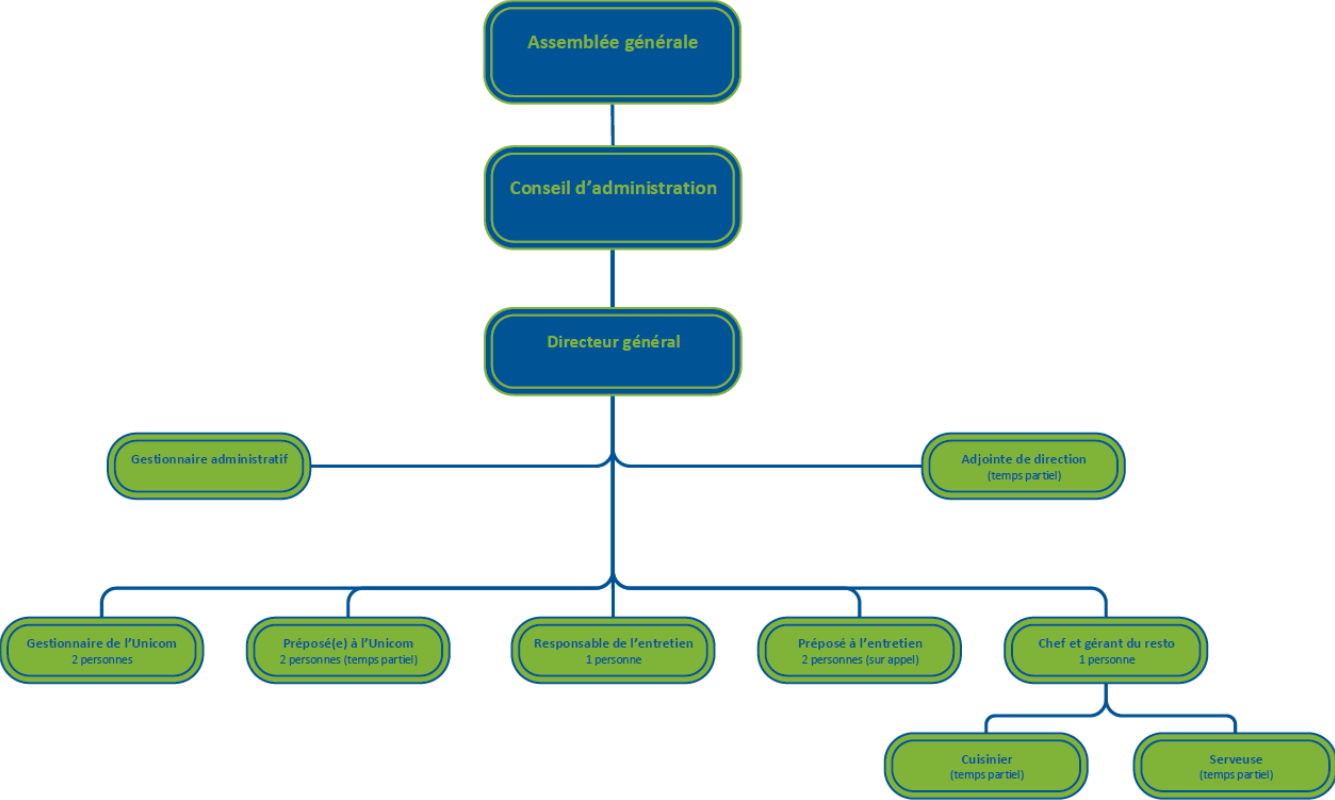 Assemblée générale
Conseil d’administration
Directeur général
Gestionnaire administratif
Adjointe de direction
(temps partiel)
Gestionnaire de l’Unicom
2 personnes
Préposé(e) à l’Unicom
2 personnes (temps partiel)
Responsable de l’entretien
1 personne
Préposé à l’entretien
2 personnes (sur appel)
Chef et gérant du resto
1 personne
Cuisinier
(temps partiel)
Serveuse
(temps partiel)